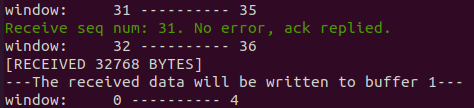 window:     31 ---------- 35
Receive seq num: 31. No error, ack replied.
window:     32 ---------- 36
[RECEIVED 32768 BYTES]
---The received data will be written to buffer 1---
window:     0 ---------- 4